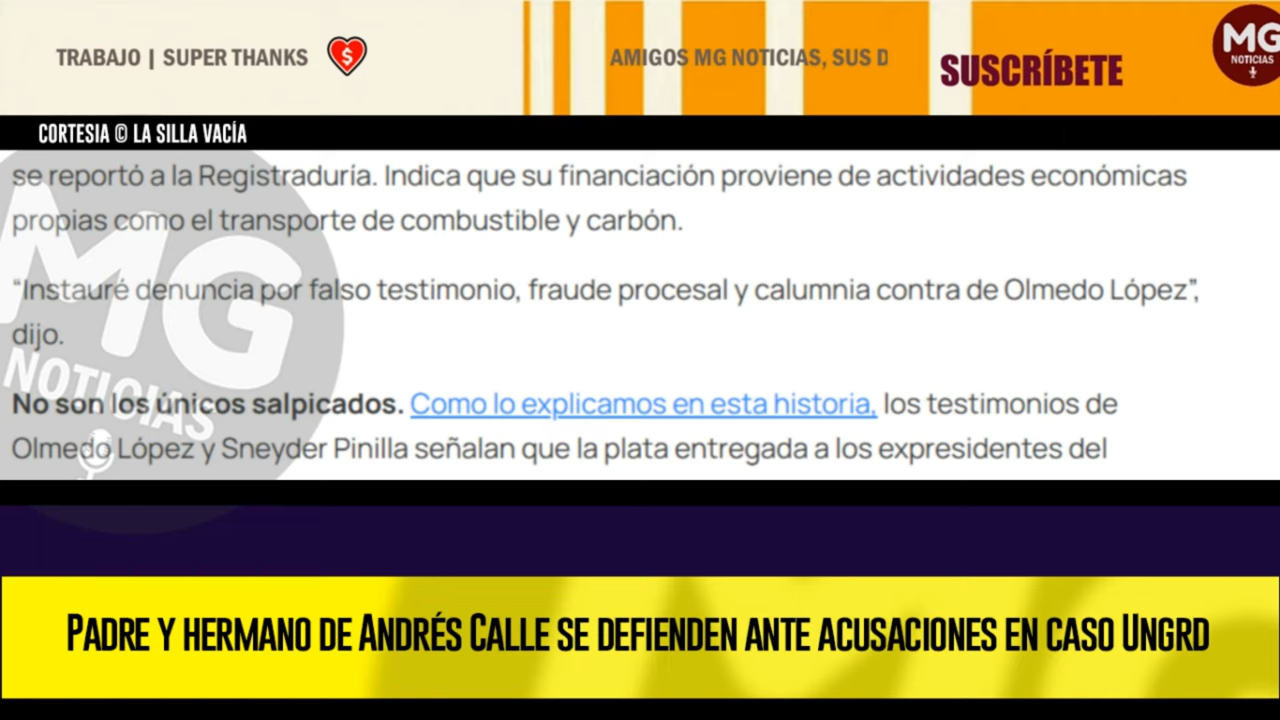 TRABAJO | SUPER THANKS
AMIGOS MG NOTICIAS, SUS D
SUSCRÍBETE
MG
NOTICIAS
CORTESIA © LA SILLA VACÍA
se reportó a la Registraduría. Indica que su financiación proviene de actividades económicas
propias como el transporte de combustible y carbón.
“Instauré denuncia por falso testimonio, fraude procesal y calumnia contra de Olmedo López”,
dijo.
No son los únicos salpicados. Como lo explicamos en esta historia, los testimonios de
Olmedo López y Sneyder Pinilla señalan que la plata entregada a los expresidentes del
MG
NOTICIAS
PADRE Y HERMANO DE ANDRÉS CALLE SE DEFIENDEN ANTE ACUSACIONES EN CASO UNGRD